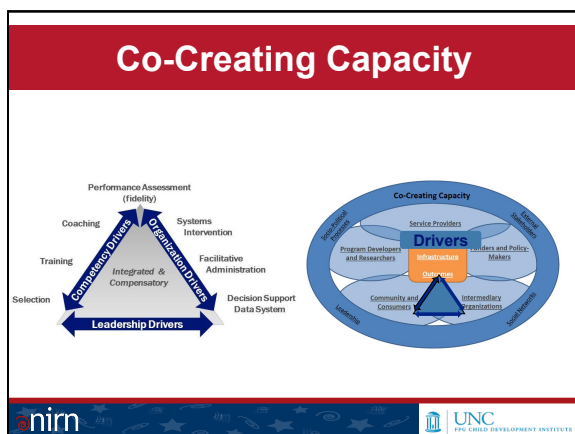 Co-Creating Capacity
Performance Assessment
(fidelity)
Coaching
Systems
Intervention
Training
Facilitative
Administration
Selection
Decision Support
Data System
Competency Drivers
Organization Drivers
Integrated &
Compensatory
Leadership Drivers
Co-Creating Capacity
Socio Political
Processes
External
Stakeholders
Service Providers
Drivers
Program Developers
and Researchers
Infrastructure
Funders and Policy-
Makers
Outcomes
Community and
Consumers
Intermediary
Organizations
Leadership
Social Networks
nirn
UNC
FPG CHILD DEVELOPMENT INSTITUTE